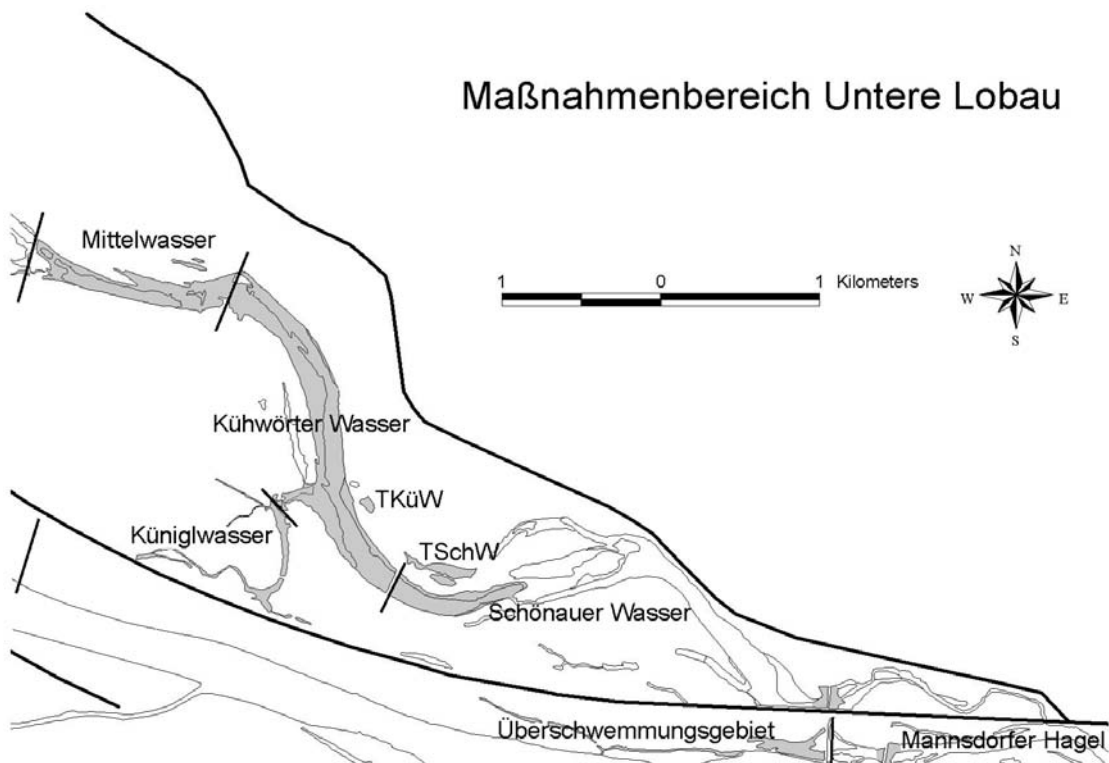 Maßnahmenbereich Untere Lobau
Mittelwasser
1 0 1 Kilometers
N
W E
S
Kühwörter Wasser
TKüW
Küniglwasser
TSchW
Schönauer Wasser
Überschwemmungsgebiet
Mannsdorfer Hagel